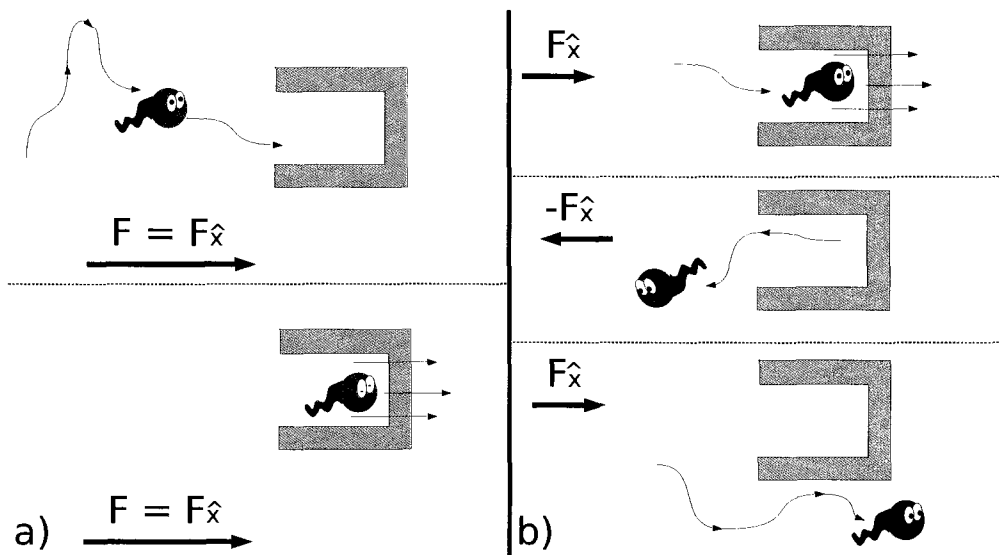 F = Fx̂
F = Fx̂
a)
Fx̂
-Fx̂
Fx̂
b)